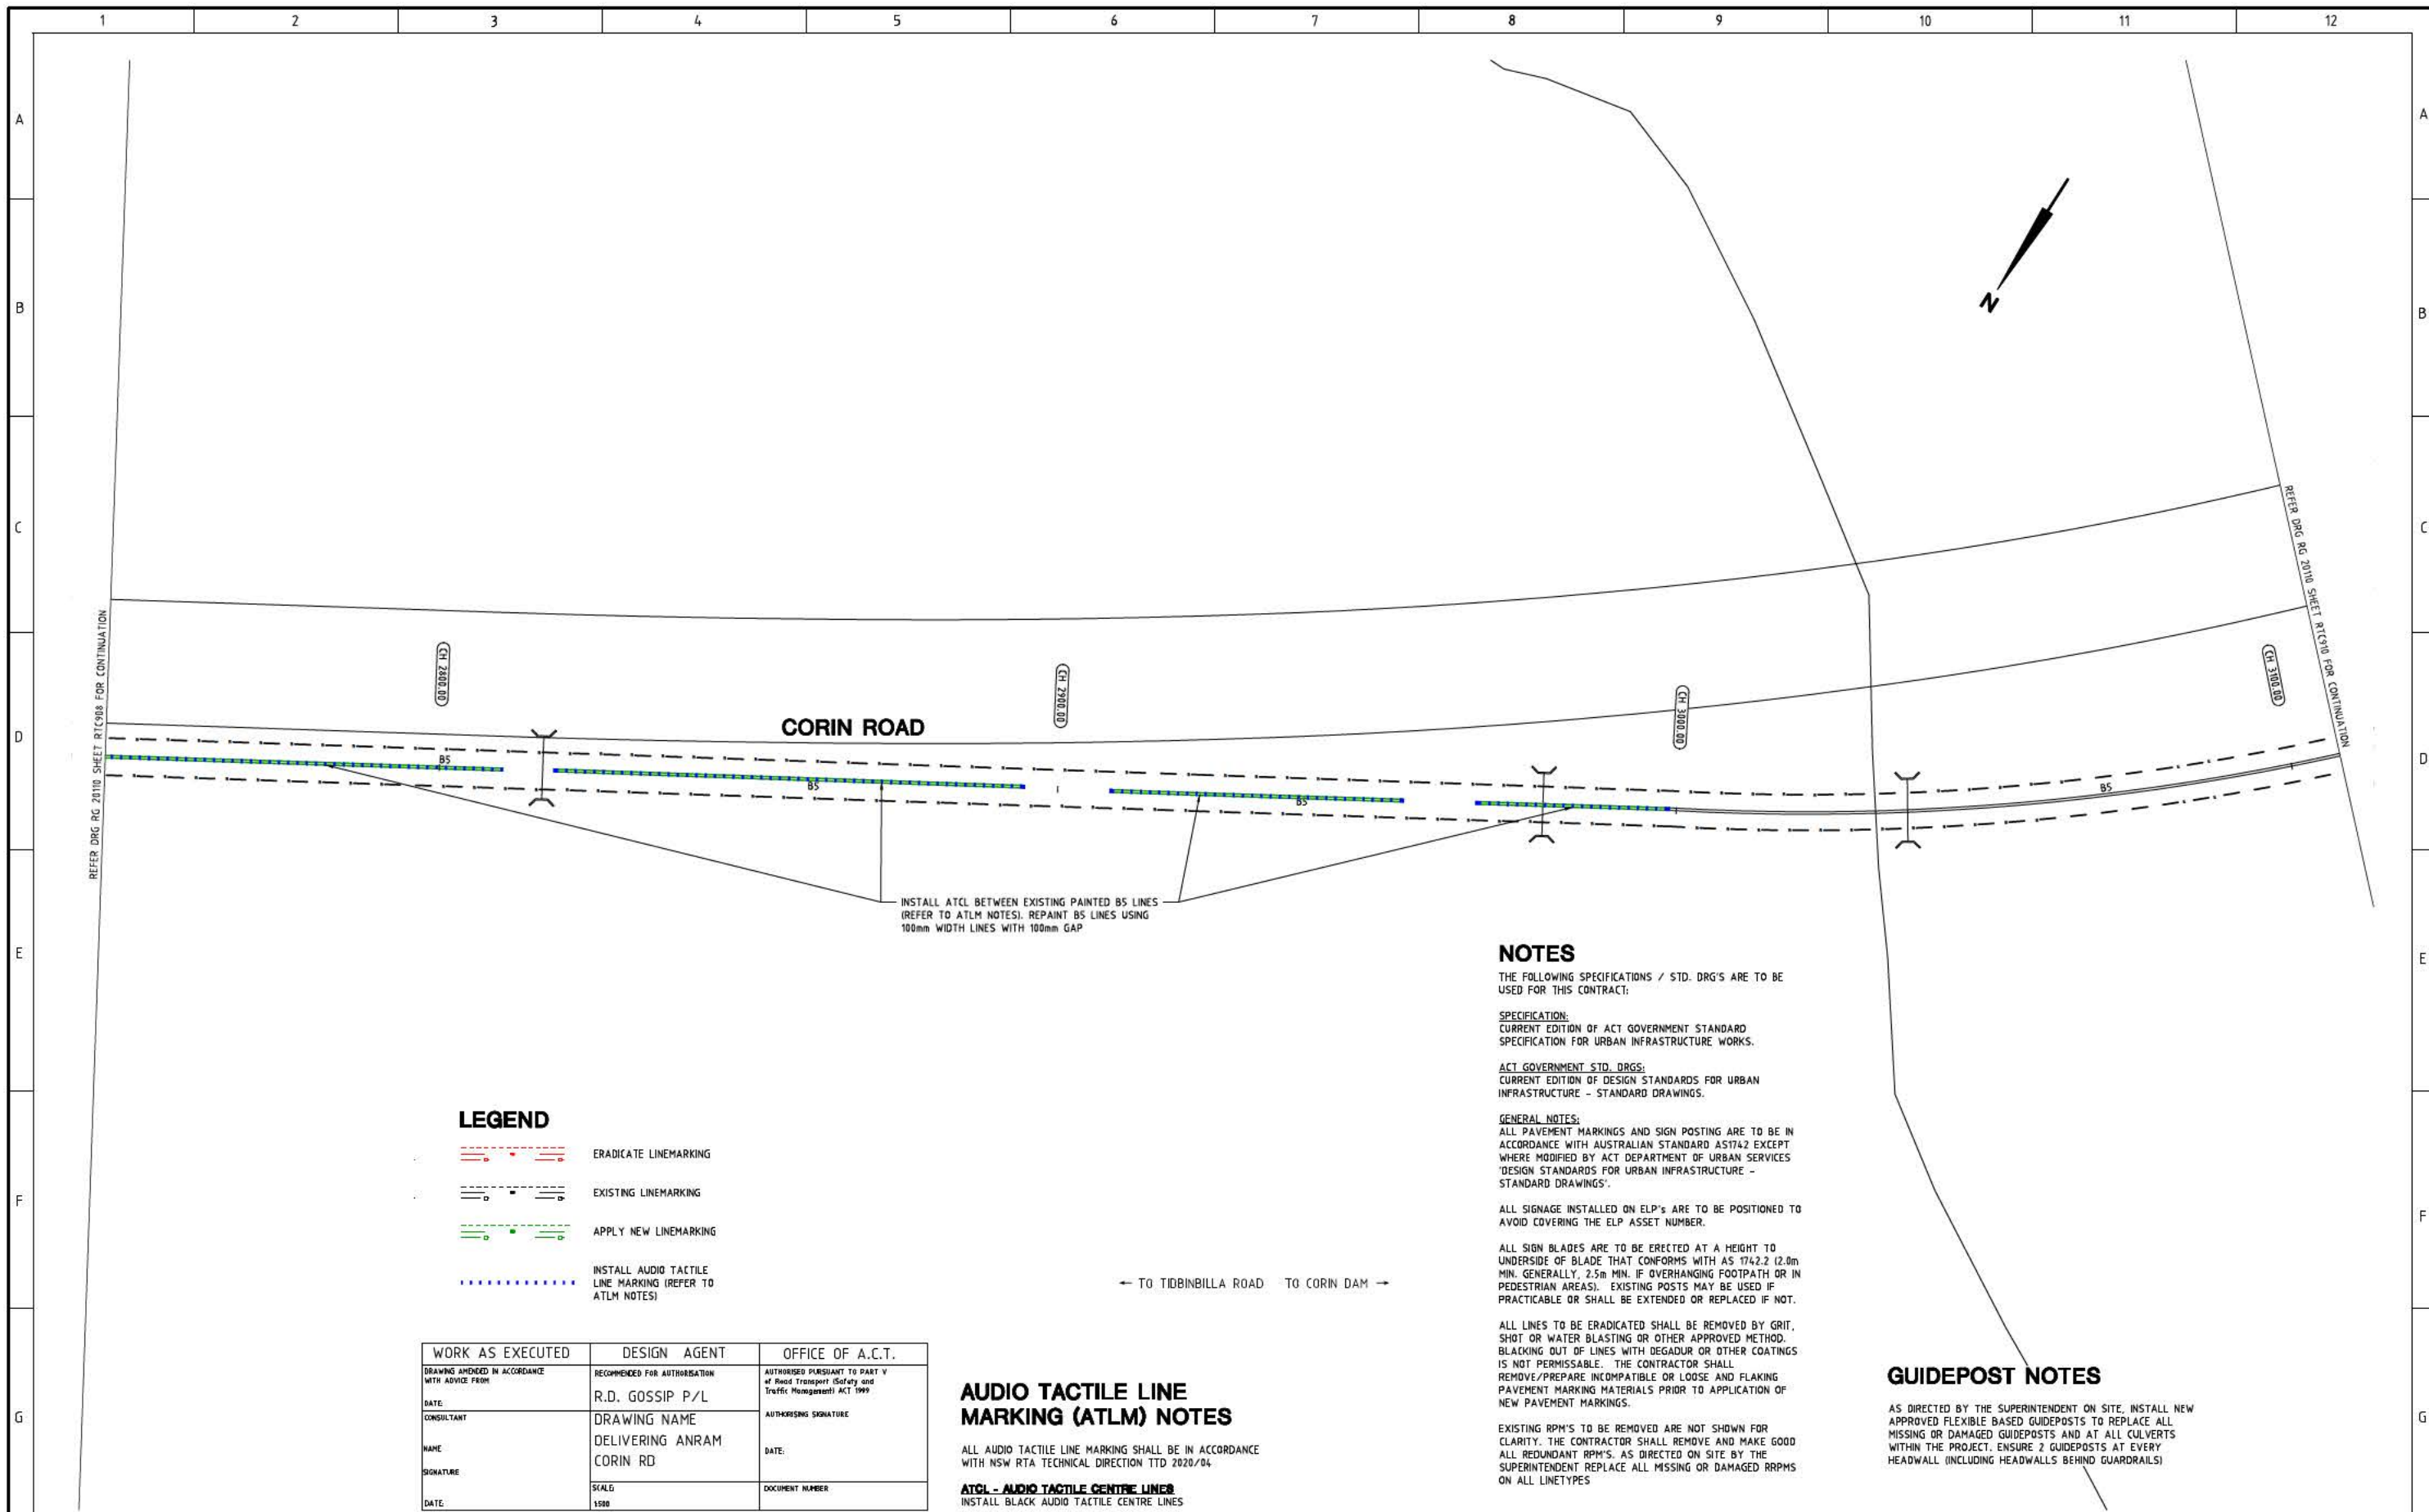 1 2 3 4 5 6 7 8 9 10 11 12
A A
B B
C C
D D
E E
F F
G G
N
REFER DRG RG 20110 SHEET RTC908 FOR CONTINUATION
REFER DRG RG 20110 SHEET RTC910 FOR CONTINUATION
CH 2800.00
CH 2900.00
CH 3000.00
CH 3100.00
CORIN ROAD
B5
B5
B5
B5
INSTALL ATCL BETWEEN EXISTING PAINTED B5 LINES
(REFER TO ATLM NOTES). REPAINT B5 LINES USING
100mm WIDTH LINES WITH 100mm GAP
LEGEND
ERADICATE LINEMARKING
EXISTING LINEMARKING
APPLY NEW LINEMARKING
INSTALL AUDIO TACTILE
LINE MARKING (REFER TO
ATLM NOTES)
← TO TIDBINBILLA ROAD TO CORIN DAM →
WORK AS EXECUTED
DRAWING AMENDED IN ACCORDANCE
WITH ADVICE FROM
DATE:
CONSULTANT
NAME
SIGNATURE
DATE:
DESIGN AGENT
RECOMMENDED FOR AUTHORISATION
R.D. GOSSIP P/L
DRAWING NAME
DELIVERING ANRAM
CORIN RD
SCALE:
1:500
OFFICE OF A.C.T.
AUTHORISED PURSUANT TO PART V
of Road Transport (Safety and
Traffic Management) ACT 1999
AUTHORISING SIGNATURE
DATE:
DOCUMENT NUMBER
AUDIO TACTILE LINE
MARKING (ATLM) NOTES
ALL AUDIO TACTILE LINE MARKING SHALL BE IN ACCORDANCE
WITH NSW RTA TECHNICAL DIRECTION TTD 2020/04
ATCL - AUDIO TACTILE CENTRE LINES
INSTALL BLACK AUDIO TACTILE CENTRE LINES
NOTES
THE FOLLOWING SPECIFICATIONS / STD. DRG'S ARE TO BE
USED FOR THIS CONTRACT:
SPECIFICATION:
CURRENT EDITION OF ACT GOVERNMENT STANDARD
SPECIFICATION FOR URBAN INFRASTRUCTURE WORKS.
ACT GOVERNMENT STD. DRGS:
CURRENT EDITION OF DESIGN STANDARDS FOR URBAN
INFRASTRUCTURE - STANDARD DRAWINGS.
GENERAL NOTES:
ALL PAVEMENT MARKINGS AND SIGN POSTING ARE TO BE IN
ACCORDANCE WITH AUSTRALIAN STANDARD AS1742 EXCEPT
WHERE MODIFIED BY ACT DEPARTMENT OF URBAN SERVICES
'DESIGN STANDARDS FOR URBAN INFRASTRUCTURE -
STANDARD DRAWINGS'.
ALL SIGNAGE INSTALLED ON ELP's ARE TO BE POSITIONED TO
AVOID COVERING THE ELP ASSET NUMBER.
ALL SIGN BLADES ARE TO BE ERECTED AT A HEIGHT TO
UNDERSIDE OF BLADE THAT CONFORMS WITH AS 1742.2 (2.0m
MIN. GENERALLY, 2.5m MIN. IF OVERHANGING FOOTPATH OR IN
PEDESTRIAN AREAS). EXISTING POSTS MAY BE USED IF
PRACTICABLE OR SHALL BE EXTENDED OR REPLACED IF NOT.
ALL LINES TO BE ERADICATED SHALL BE REMOVED BY GRIT,
SHOT OR WATER BLASTING OR OTHER APPROVED METHOD.
BLACKING OUT OF LINES WITH DEGADUR OR OTHER COATINGS
IS NOT PERMISSABLE. THE CONTRACTOR SHALL
REMOVE/PREPARE INCOMPATIBLE OR LOOSE AND FLAKING
PAVEMENT MARKING MATERIALS PRIOR TO APPLICATION OF
NEW PAVEMENT MARKINGS.
EXISTING RPM'S TO BE REMOVED ARE NOT SHOWN FOR
CLARITY. THE CONTRACTOR SHALL REMOVE AND MAKE GOOD
ALL REDUNDANT RPM'S. AS DIRECTED ON SITE BY THE
SUPERINTENDENT REPLACE ALL MISSING OR DAMAGED RRPMS
ON ALL LINETYPES
GUIDEPOST NOTES
AS DIRECTED BY THE SUPERINTENDENT ON SITE, INSTALL NEW
APPROVED FLEXIBLE BASED GUIDEPOSTS TO REPLACE ALL
MISSING OR DAMAGED GUIDEPOSTS AND AT ALL CULVERTS
WITHIN THE PROJECT. ENSURE 2 GUIDEPOSTS AT EVERY
HEADWALL (INCLUDING HEADWALLS BEHIND GUARDRAILS)